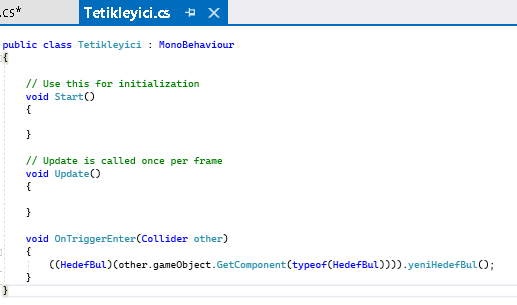 .cs*
Tetikleyici.cs
public class Tetikleyici : MonoBehaviour
{
// Use this for initialization
void Start()
{
}
// Update is called once per frame
void Update()
{
}
void OnTriggerEnter(Collider other)
{
((HedefBul)(other.gameObject.GetComponent(typeof(HedefBul)))).yeniHedefBul();
}
}